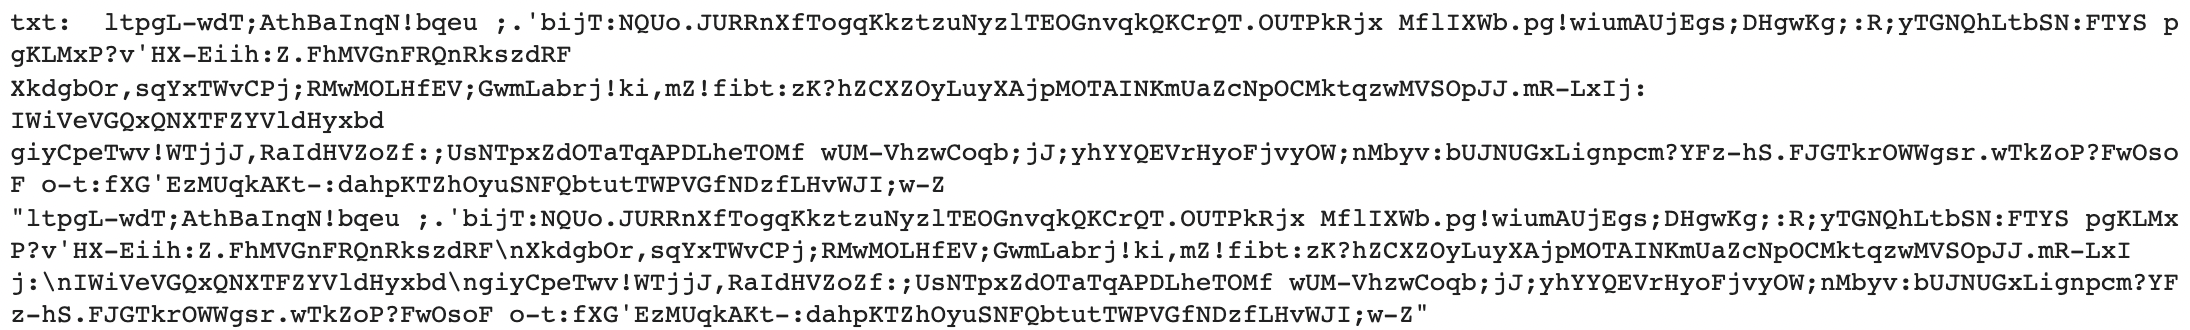 txt:  ltpgL-wdT;AthBaInqN!bqeu ;.'bijT:NQUo.JURRnXfTogqKkztzuNyzlTEOGnvqkQKCrQT.OUTPkRjx MflIXWb.pg!wiumAUjEgs;DHgwKg;:R;yTGNQhLtbSN:FTYS p
gKLMxP?v'HX-Eiih:Z.FhMVGnFRQnRkszdRF
XkdgbOr,sqYxTWvCPj;RMwMOLHfEV;GwmLabrj!ki,mZ!fibt:zK?hZCXZOyLuyXAjpMOTAINKmUaZcNpOCMktqzwMVSOpJJ.mR-LxIj:
IWiVeVGQxQNXTFZYVldHyxbd
giyCpeTwv!WTjjJ,RaIdHVZoZf:;UsNTpxZdOTaTqAPDLheTOMf wUM-VhzwCoqb;jJ;yhYYQEVrHyoFjvyOW;nMbyv:bUJNUGxLignpcm?YFz-hS.FJGTkrOWWgsr.wTkZoP?FwOso
F o-t:fXG'EzMUqkAKt-:dahpKTZhOyuSNFQbtutTWPVGfNDzfLHvWJI;w-Z
"ltpgL-wdT;AthBaInqN!bqeu ;.'bijT:NQUo.JURRnXfTogqKkztzuNyzlTEOGnvqkQKCrQT.OUTPkRjx MflIXWb.pg!wiumAUjEgs;DHgwKg;:R;yTGNQhLtbSN:FTYS pgKLMx
P?v'HX-Eiih:Z.FhMVGnFRQnRkszdRF\nXkdgbOr,sqYxTWvCPj;RMwMOLHfEV;GwmLabrj!ki,mZ!fibt:zK?hZCXZOyLuyXAjpMOTAINKmUaZcNpOCMktqzwMVSOpJJ.mR-LxI
j:\nIWiVeVGQxQNXTFZYVldHyxbd\ngiyCpeTwv!WTjjJ,RaIdHVZoZf:;UsNTpxZdOTaTqAPDLheTOMf wUM-VhzwCoqb;jJ;yhYYQEVrHyoFjvyOW;nMbyv:bUJNUGxLignpcm?YF
z-hS.FJGTkrOWWgsr.wTkZoP?FwOsoF o-t:fXG'EzMUqkAKt-:dahpKTZhOyuSNFQbtutTWPVGfNDzfLHvWJI;w-Z"